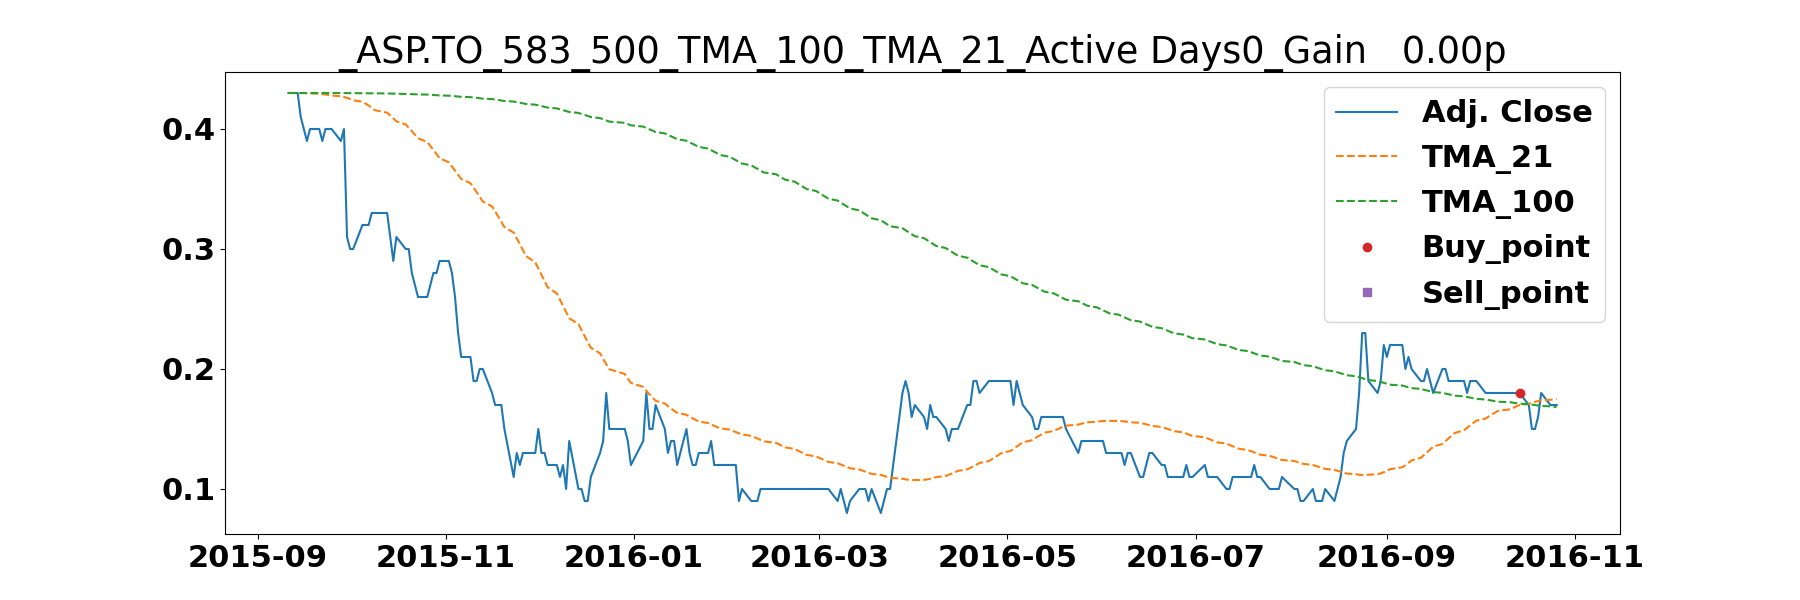 _ASP.TO_583_500_TMA_100_TMA_21_Active Days0_Gain   0.00p
Adj. Close
TMA_21
TMA_100
Buy_point
Sell_point
0.4
0.3
0.2
0.1
2015-09 2015-11 2016-01 2016-03 2016-05 2016-07 2016-09 2016-11